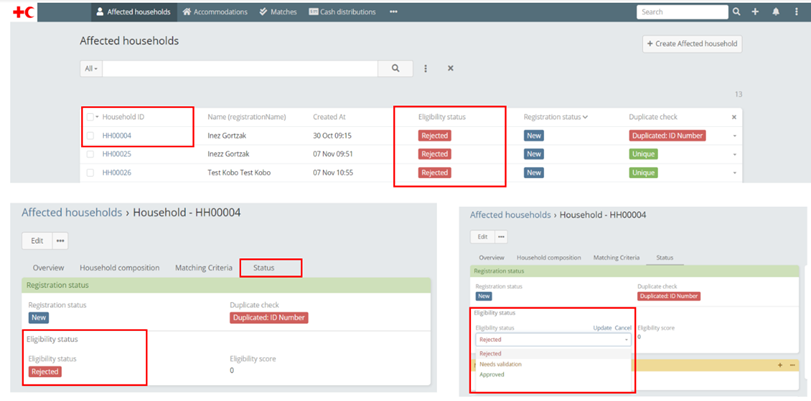 Affected households Accommodations Matches Cash distributions ••• Search
Affected households
+ Create Affected household
All
13
Household ID Name (registrationName) Created At Eligibility status Registration status Duplicate check
HH00004 Inez Gortzak 30 Oct 09:15 Rejected New Duplicated: ID Number
HH00025 Inezz Gortzak 07 Nov 09:51 Rejected New Unique
HH00026 Test Kobo Test Kobo 07 Nov 10:55 Rejected New Unique
Affected households › Household - HH00004
Edit •••
Overview Household composition Matching Criteria Status
Registration status
Registration status Duplicate check
New Duplicated: ID Number
Eligibility status
Eligibility status Eligibility score
Rejected 0
Affected households › Household - HH00004
Edit •••
Overview Household composition Matching Criteria Status
Registration status
Registration status Duplicate check
New Duplicated: ID Number
Eligibility status
Eligibility status Update Cancel Eligibility score
Rejected 0
Rejected
Needs validation
Approved